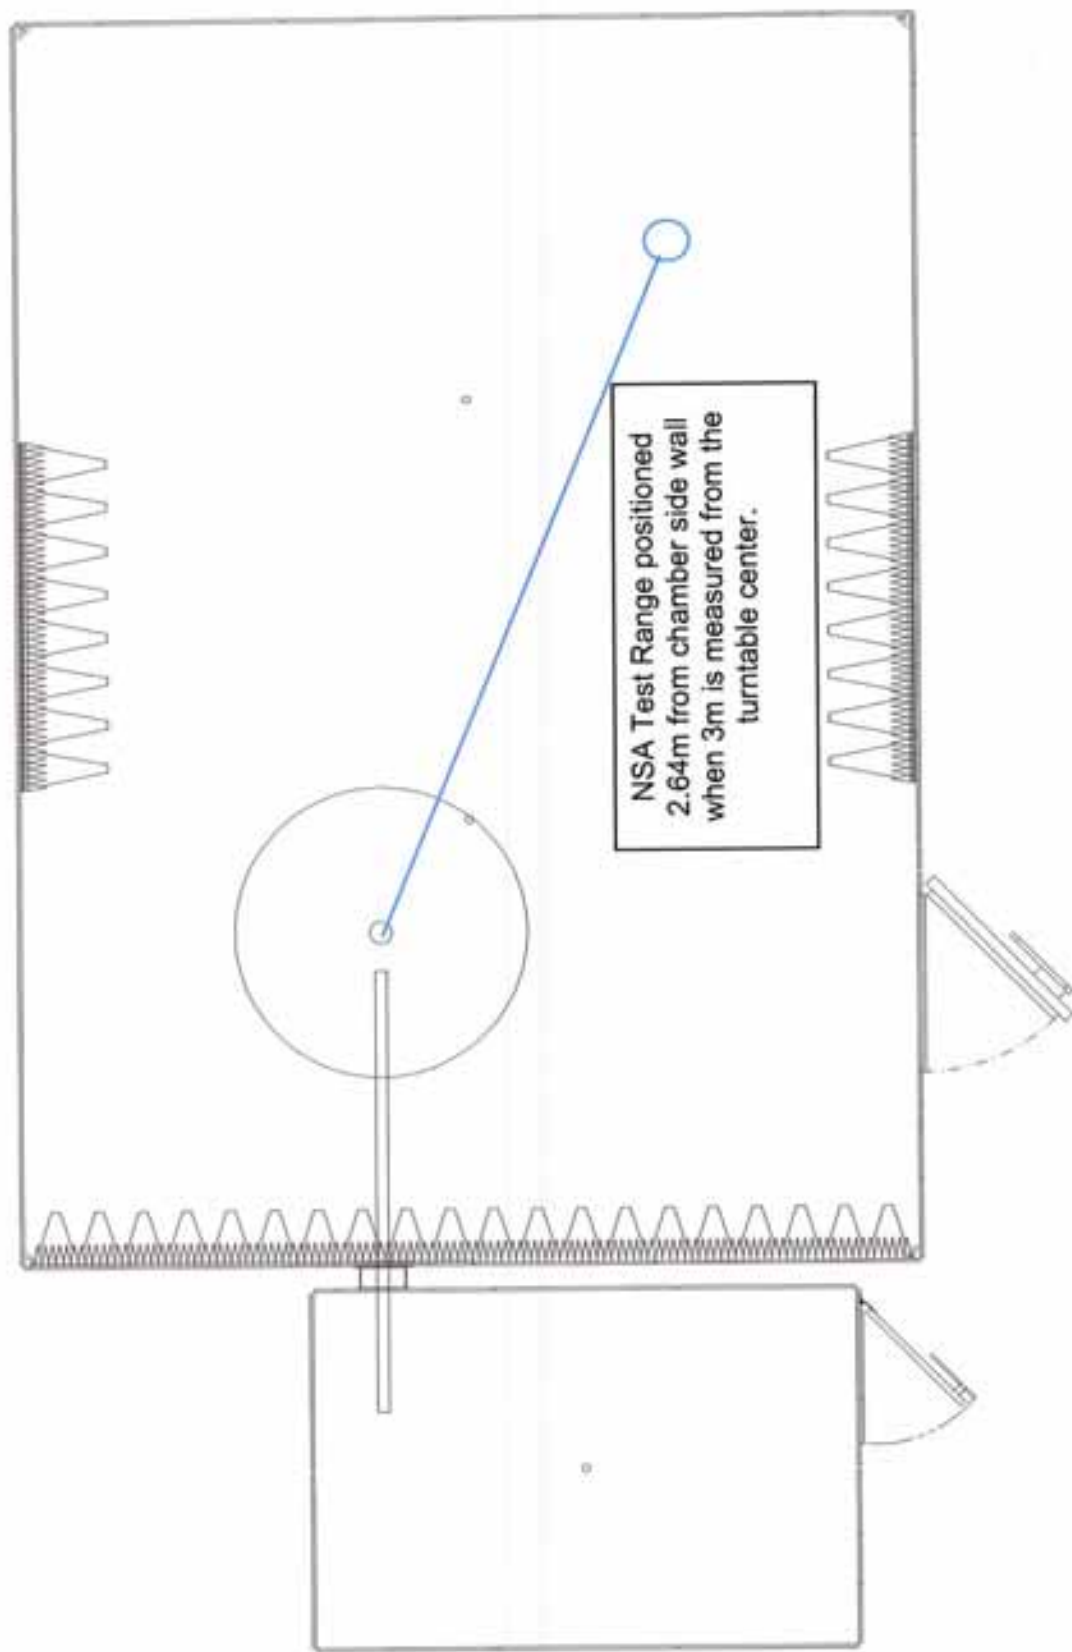 NSA Test Range positioned
2.64m from chamber side wall
when 3m is measured from the
turntable center.